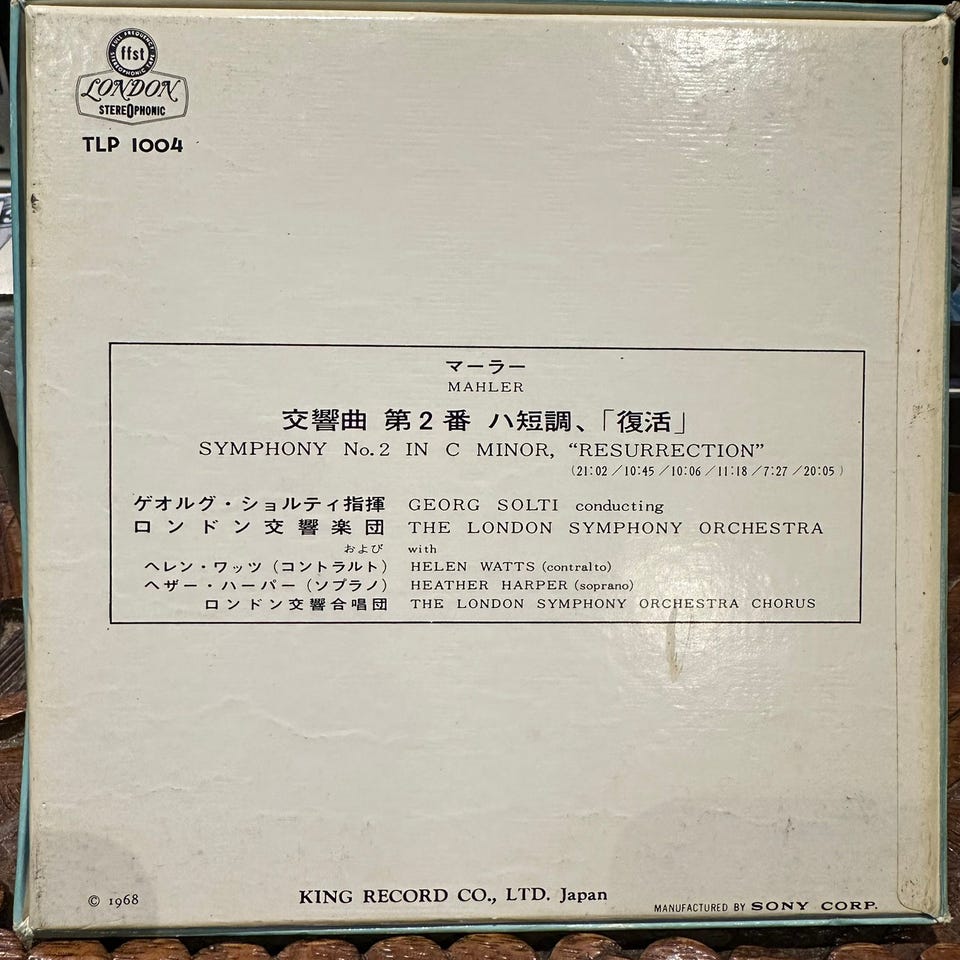 FULL FREQUENCY
ffst
STEREOPHONIC TAPE
LONDON
STEREOPHONIC
TLP 1004
マーラー
MAHLER
交響曲 第2番 ハ短調、「復活」
SYMPHONY No. 2 IN C MINOR, “RESURRECTION”
(21:02 ／10:45 ／10:06 ／11:18 ／7:27 ／20:05 )
ゲオルグ・ショルティ指揮 GEORG SOLTI conducting
ロンドン交響楽団 THE LONDON SYMPHONY ORCHESTRA
および with
ヘレン・ワッツ (コントラルト) HELEN WATTS (contralto)
ヘザー・ハーパー (ソプラノ) HEATHER HARPER (soprano)
ロンドン交響合唱団 THE LONDON SYMPHONY ORCHESTRA CHORUS
© 1968
KING RECORD CO., LTD. Japan
MANUFACTURED BY SONY CORP.